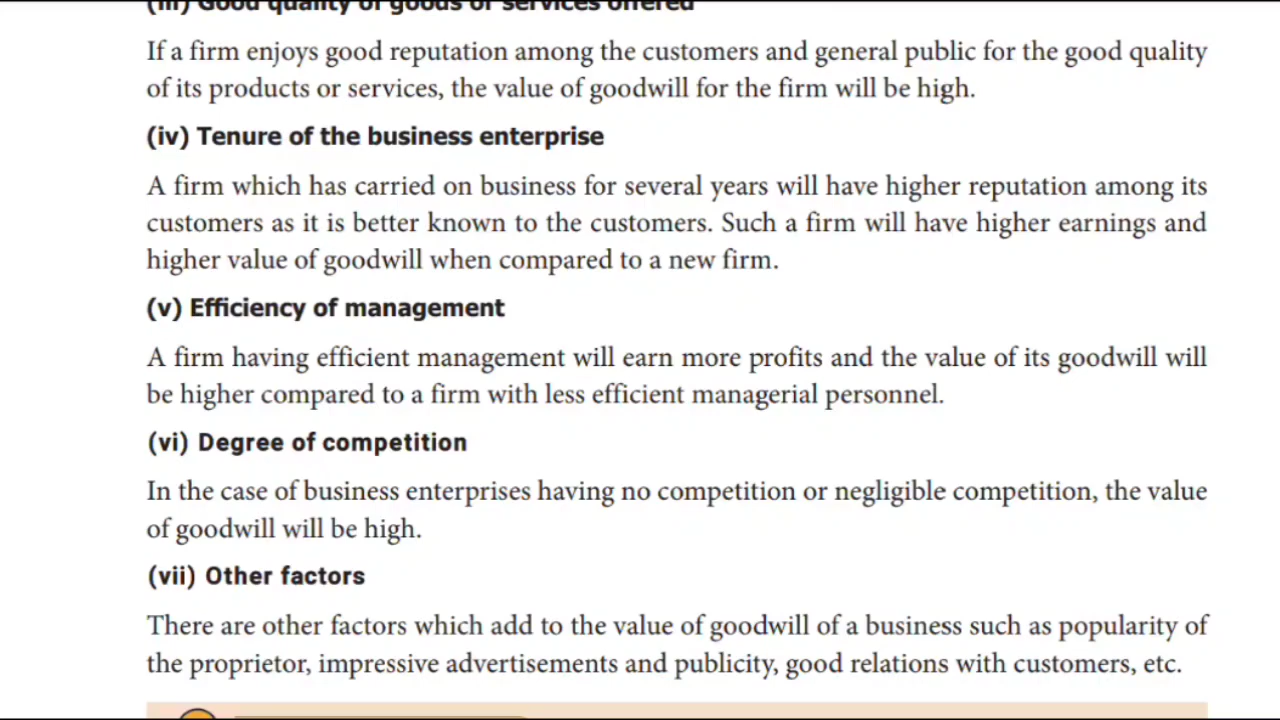 (iii) Good quality of goods or services offered
If a firm enjoys good reputation among the customers and general public for the good quality
of its products or services, the value of goodwill for the firm will be high.
(iv) Tenure of the business enterprise
A firm which has carried on business for several years will have higher reputation among its
customers as it is better known to the customers. Such a firm will have higher earnings and
higher value of goodwill when compared to a new firm.
(v) Efficiency of management
A firm having efficient management will earn more profits and the value of its goodwill will
be higher compared to a firm with less efficient managerial personnel.
(vi) Degree of competition
In the case of business enterprises having no competition or negligible competition, the value
of goodwill will be high.
(vii) Other factors
There are other factors which add to the value of goodwill of a business such as popularity of
the proprietor, impressive advertisements and publicity, good relations with customers, etc.